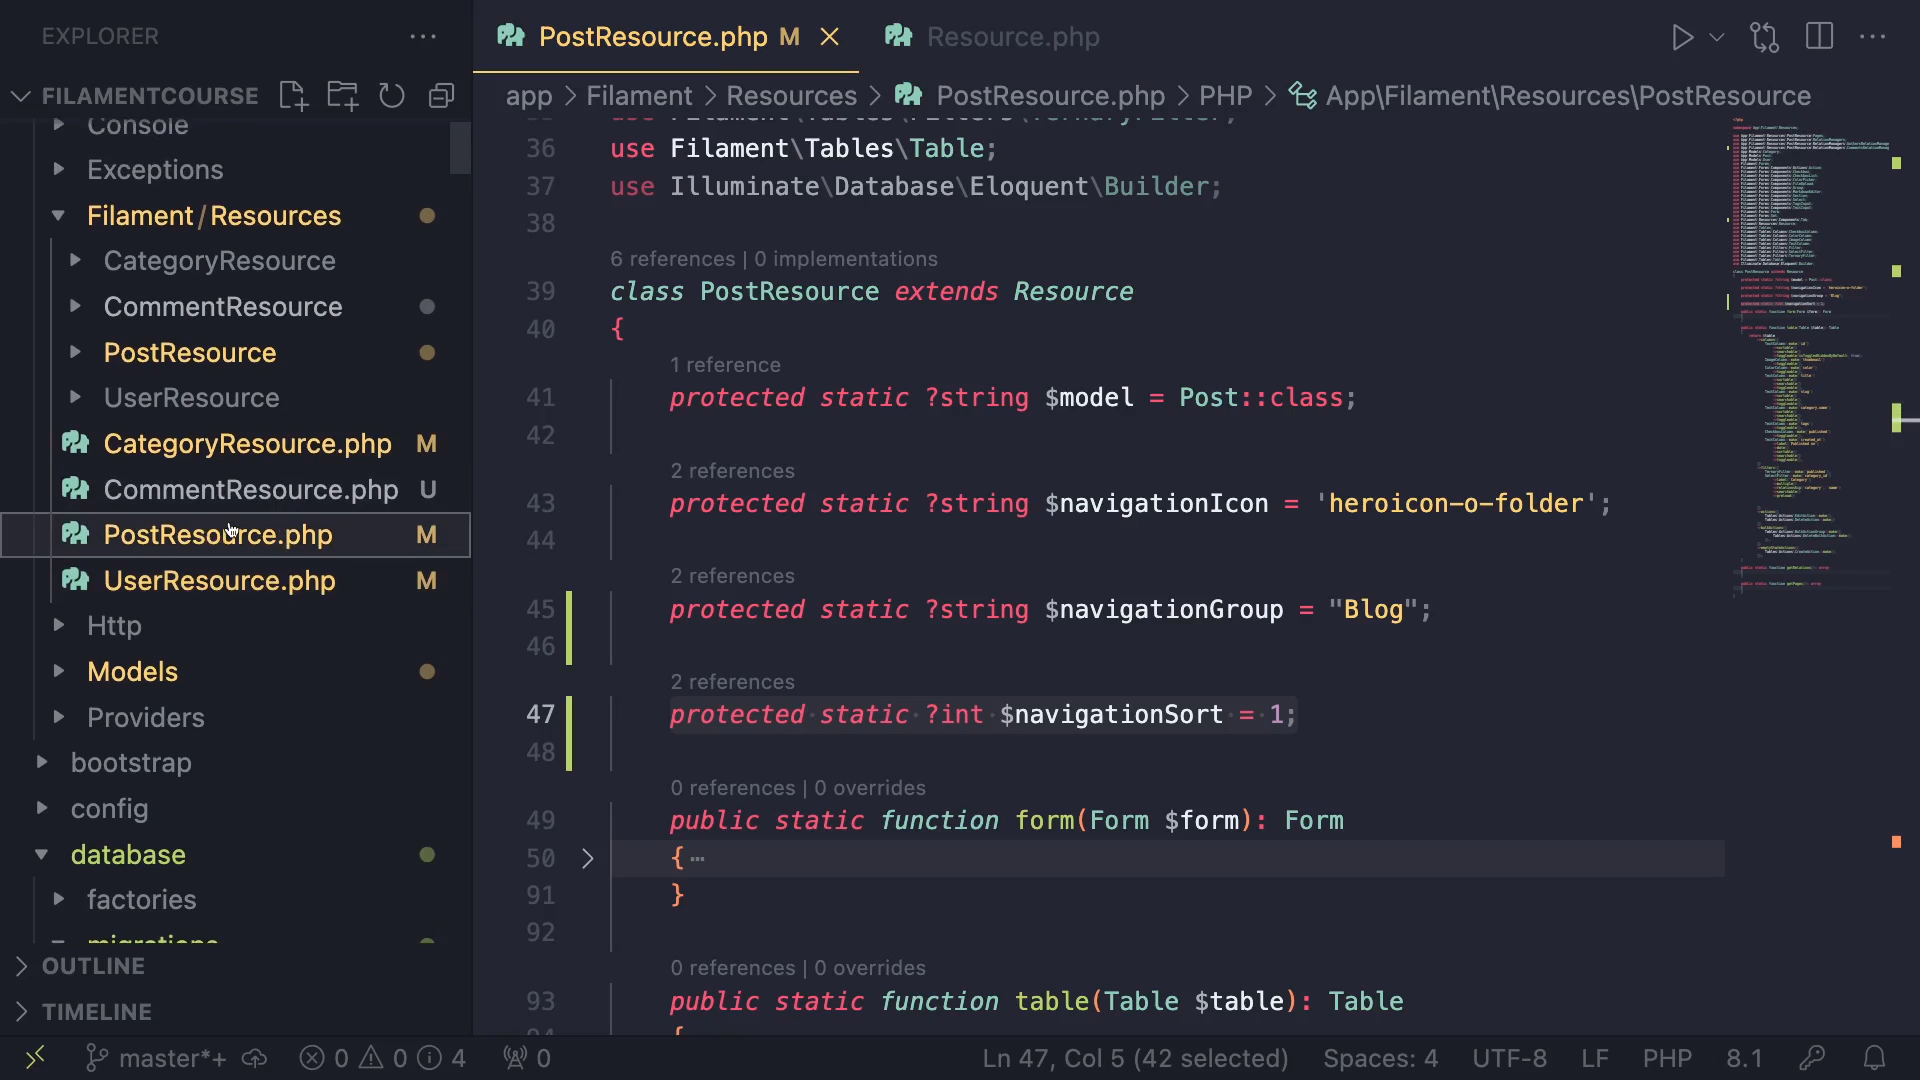 EXPLORER
FILAMENTCOURSE
Console
Exceptions
Filament/Resources
CategoryResource
CommentResource
PostResource
UserResource
CategoryResource.php M
CommentResource.php U
PostResource.php M
UserResource.php M
Http
Models
Providers
bootstrap
config
database
factories
migrations
OUTLINE
TIMELINE
PostResource.php M
Resource.php
app > Filament > Resources > PostResource.php > PHP > App\Filament\Resources\PostResource
36 use Filament\Tables\Table;
37 use Illuminate\Database\Eloquent\Builder;
38
6 references | 0 implementations
39 class PostResource extends Resource
40 {
1 reference
41 protected static ?string $model = Post::class;
42
2 references
43 protected static ?string $navigationIcon = 'heroicon-o-folder';
44
2 references
45 protected static ?string $navigationGroup = "Blog";
46
2 references
47 protected static ?int $navigationSort = 1;
48
0 references | 0 overrides
49 public static function form(Form $form): Form
50 {
91 }
92
0 references | 0 overrides
93 public static function table(Table $table): Table
94 {
master*+ 0 0 4 0
Ln 47, Col 5 (42 selected) Spaces: 4 UTF-8 LF PHP 8.1